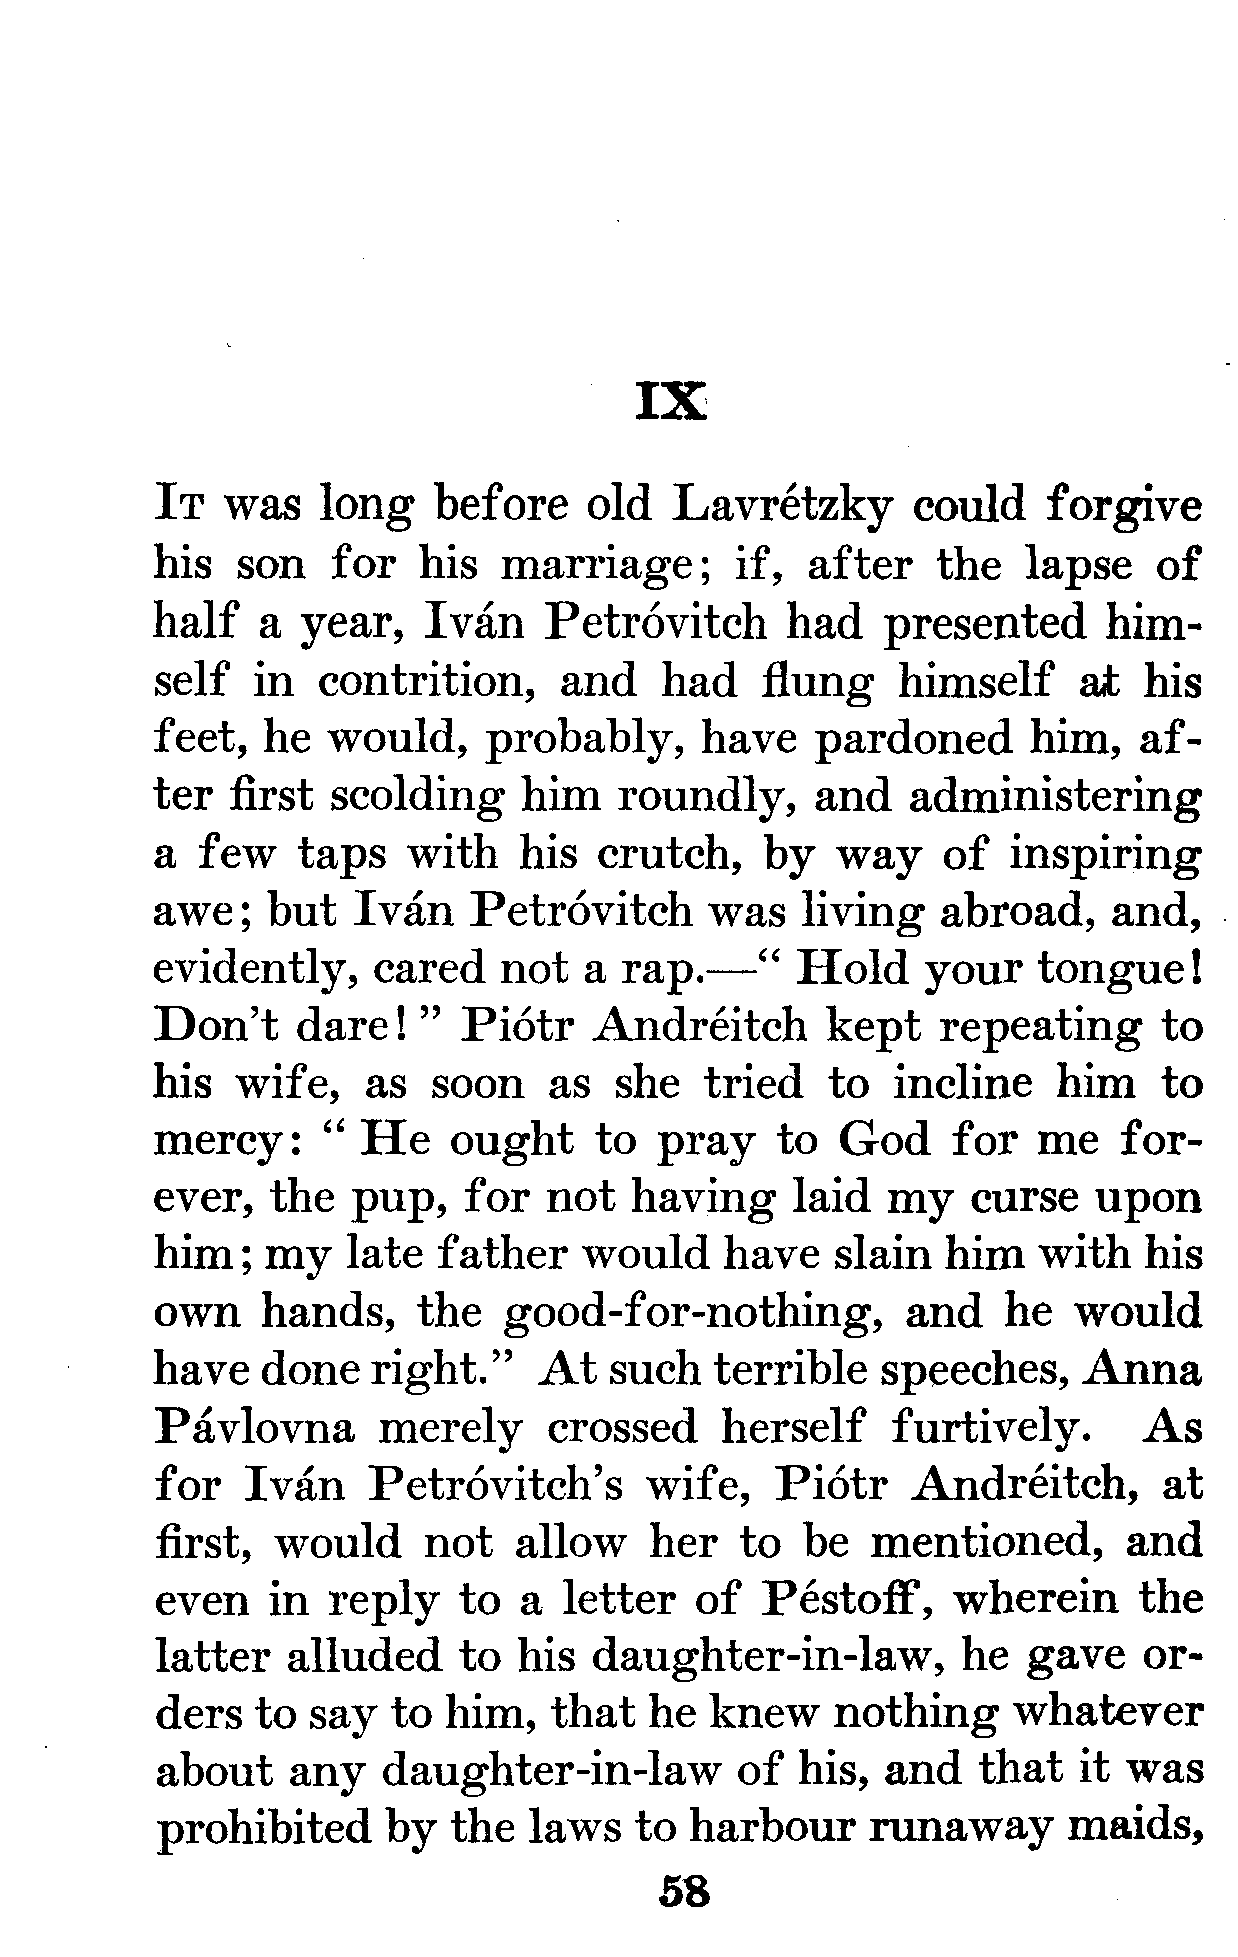 IX
IT was long before old Lavrétzky could forgive
his son for his marriage; if, after the lapse of
half a year, Iván Petróvitch had presented him-
self in contrition, and had flung himself at his
feet, he would, probably, have pardoned him, af-
ter first scolding him roundly, and administering
a few taps with his crutch, by way of inspiring
awe; but Iván Petróvitch was living abroad, and,
evidently, cared not a rap.—“ Hold your tongue!
Don’t dare! ” Piótr Andréitch kept repeating to
his wife, as soon as she tried to incline him to
mercy: “ He ought to pray to God for me for-
ever, the pup, for not having laid my curse upon
him; my late father would have slain him with his
own hands, the good-for-nothing, and he would
have done right.” At such terrible speeches, Anna
Pávlovna merely crossed herself furtively. As
for Iván Petróvitch’s wife, Piótr Andréitch, at
first, would not allow her to be mentioned, and
even in reply to a letter of Péstoff, wherein the
latter alluded to his daughter-in-law, he gave or-
ders to say to him, that he knew nothing whatever
about any daughter-in-law of his, and that it was
prohibited by the laws to harbour runaway maids,
58